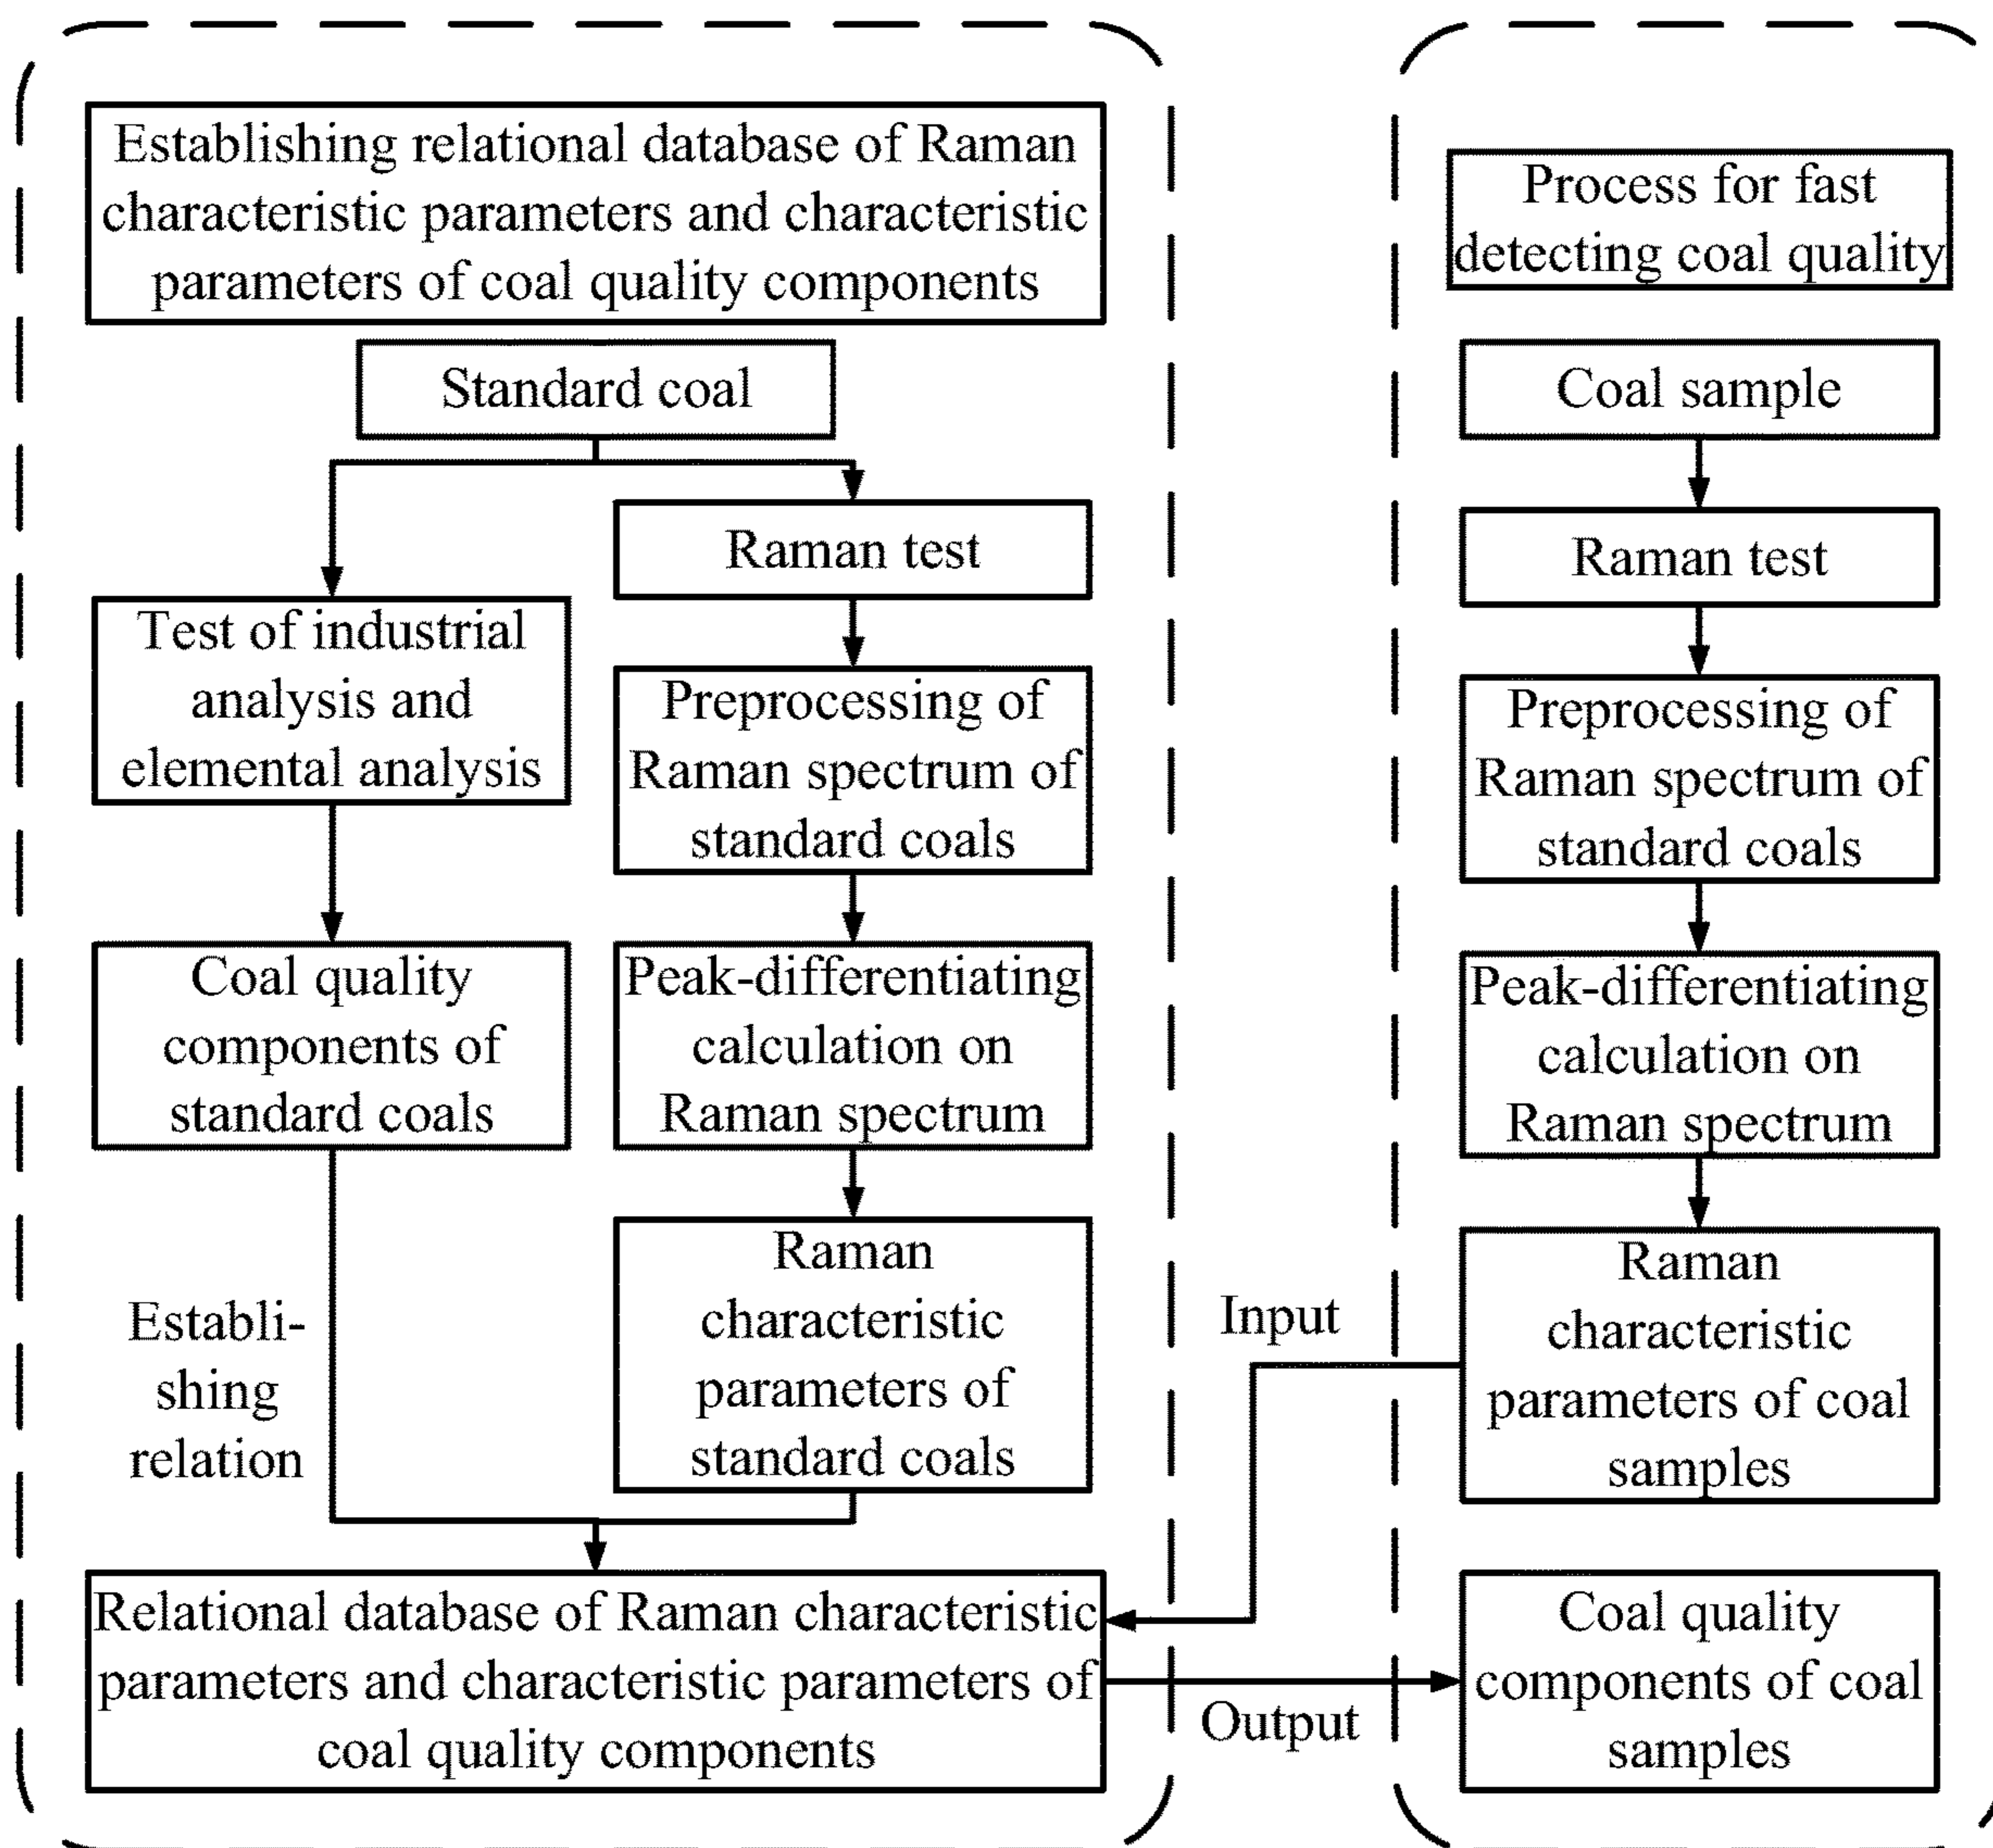 Establishing relational database of Raman
characteristic parameters and characteristic
parameters of coal quality components
Standard coal
Test of industrial
analysis and
elemental analysis
Coal quality
components of
standard coals
Establi-
shing
relation
Raman test
Preprocessing of
Raman spectrum of
standard coals
Peak-differentiating
calculation on
Raman spectrum
Raman
characteristic
parameters of
standard coals
Relational database of Raman characteristic
parameters and characteristic parameters of
coal quality components
Input
Output
Process for fast
detecting coal quality
Coal sample
Raman test
Preprocessing of
Raman spectrum of
standard coals
Peak-differentiating
calculation on
Raman spectrum
Raman
characteristic
parameters of coal
samples
Coal quality
components of coal
samples